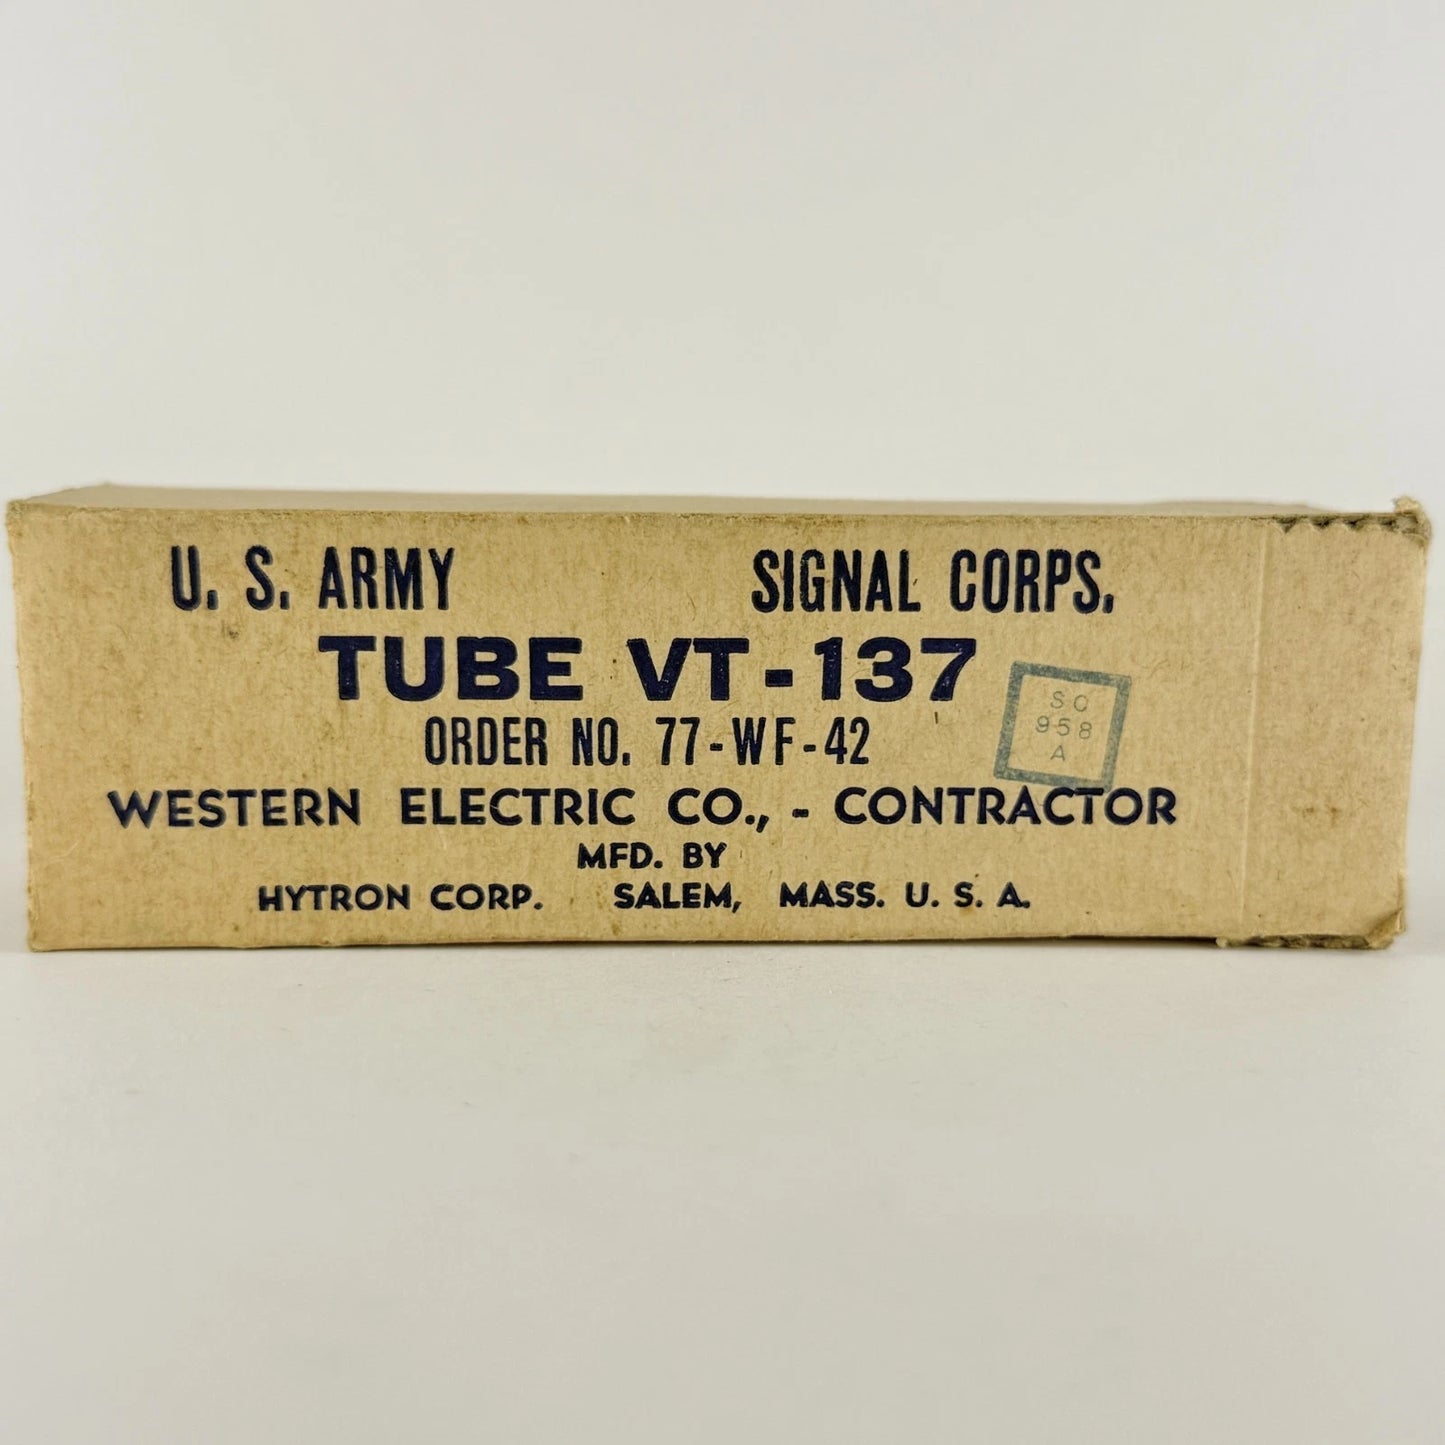 U. S. ARMY SIGNAL CORPS.
TUBE VT-137
ORDER NO. 77-WF-42
WESTERN ELECTRIC CO., - CONTRACTOR
MFD. BY
HYTRON CORP. SALEM, MASS. U. S. A.
SC
958
A